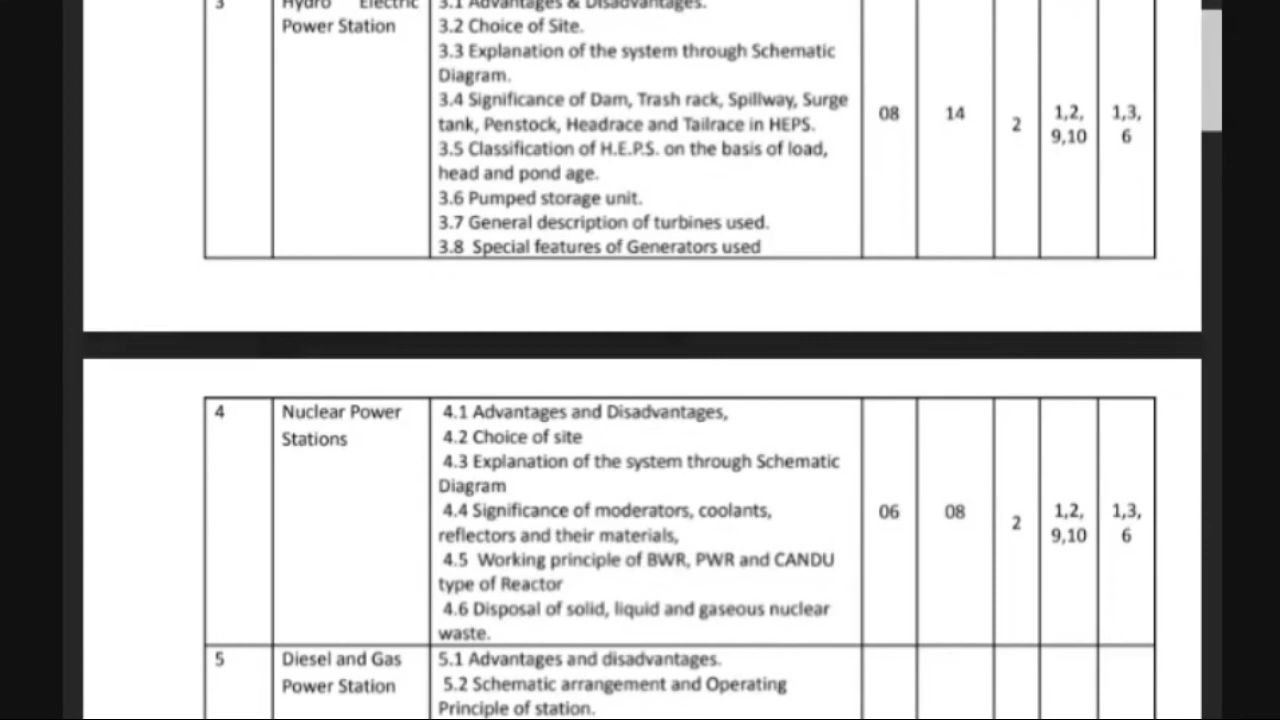 3 Hydro Electric 3.1 Advantages & Disadvantages.
Power Station 3.2 Choice of Site.
3.3 Explanation of the system through Schematic
Diagram.
3.4 Significance of Dam, Trash rack, Spillway, Surge
tank, Penstock, Headrace and Tailrace in HEPS.
3.5 Classification of H.E.P.S. on the basis of load,
head and pond age.
3.6 Pumped storage unit.
3.7 General description of turbines used.
3.8 Special features of Generators used
08
14
2
1,2,
9,10
1,3,
6
4 Nuclear Power
Stations
4.1 Advantages and Disadvantages,
4.2 Choice of site
4.3 Explanation of the system through Schematic
Diagram
4.4 Significance of moderators, coolants,
reflectors and their materials,
4.5 Working principle of BWR, PWR and CANDU
type of Reactor
4.6 Disposal of solid, liquid and gaseous nuclear
waste.
06
08
2
1,2,
9,10
1,3,
6
5 Diesel and Gas
Power Station
5.1 Advantages and disadvantages.
5.2 Schematic arrangement and Operating
Principle of station.